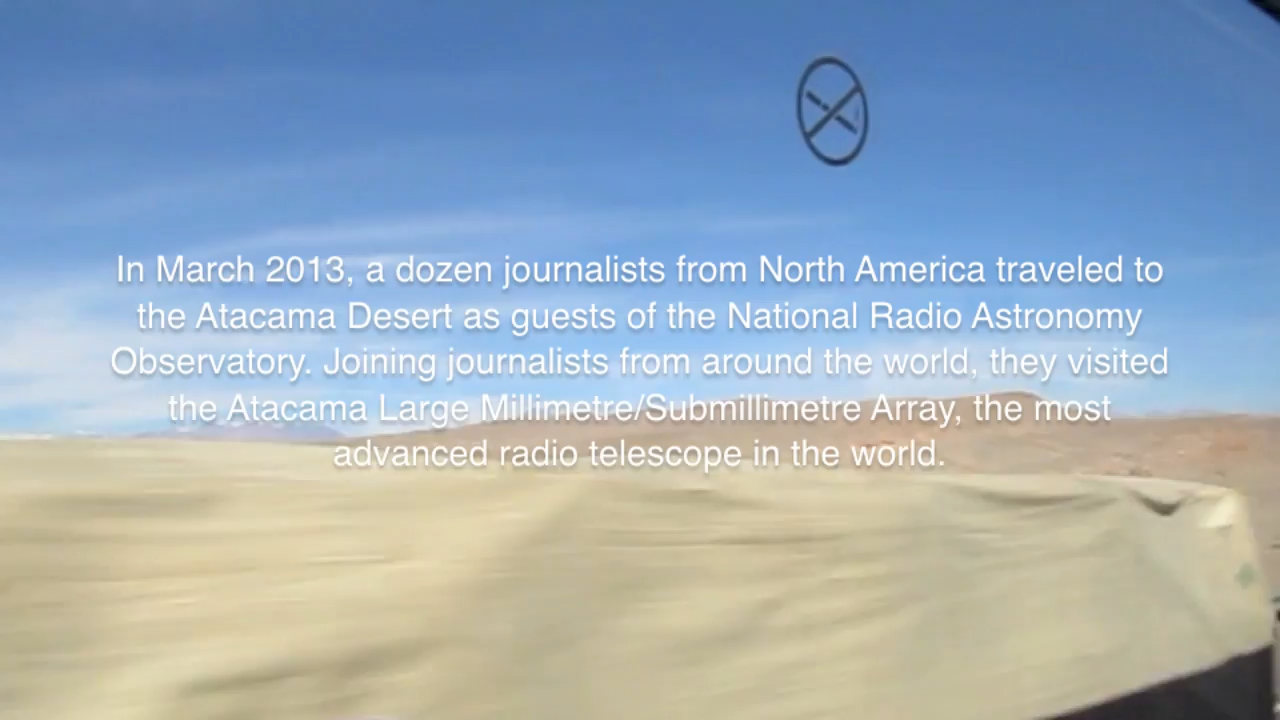 In March 2013, a dozen journalists from North America traveled to
the Atacama Desert as guests of the National Radio Astronomy
Observatory. Joining journalists from around the world, they visited
the Atacama Large Millimetre/Submillimetre Array, the most
advanced radio telescope in the world.